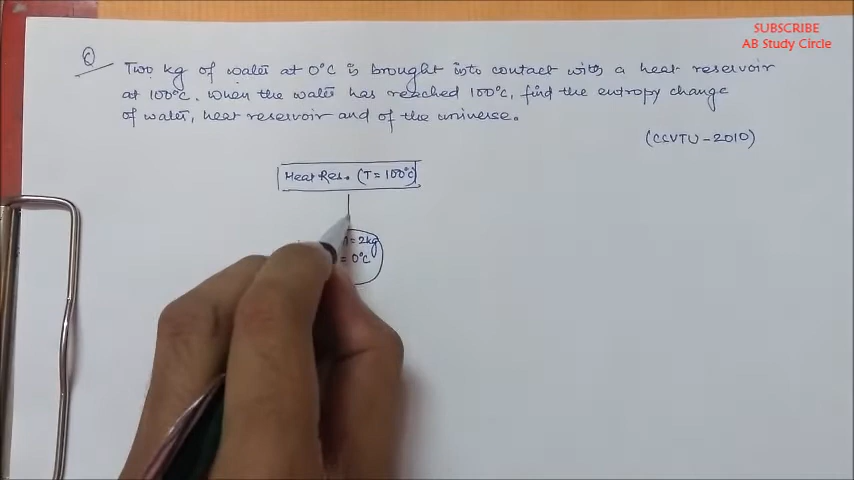 SUBSCRIBE
AB Study Circle
Q
Two kg of water at 0°C is brought into contact with a heat reservoir
at 100°C. When the water has reached 100°C, find the entropy change
of water, heat reservoir and of the universe.
(CCVTU-2010)
Heat Res. (T=100°C)
=2kg
= 0°C